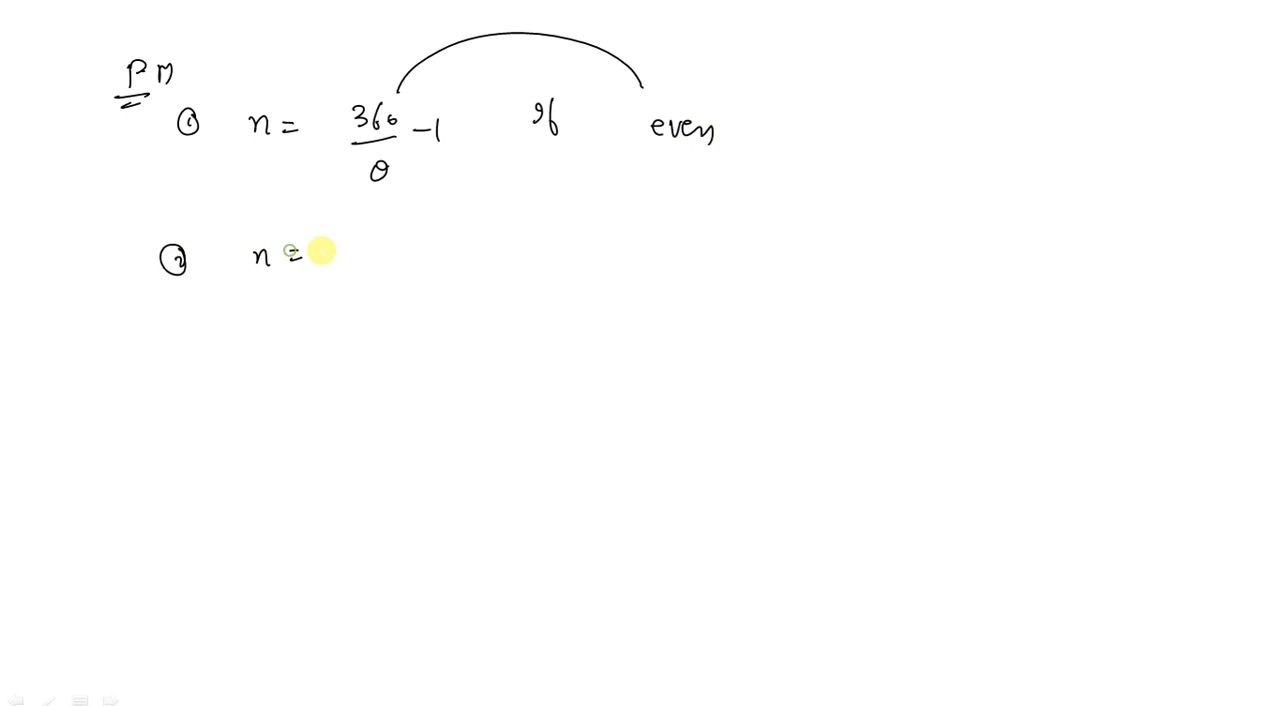 PM
① n = 360/θ -1 If even
② n =